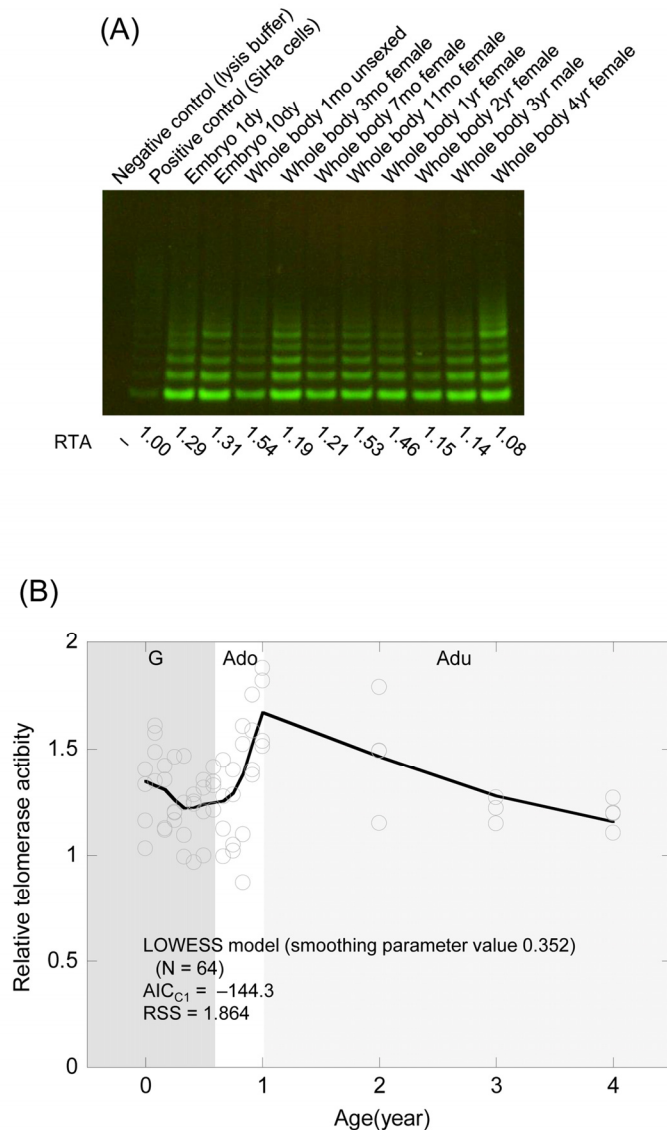 (A)
Negative control (lysis buffer)
Positive control (SiHa cells)
Embryo 1dy
Embryo 10dy
Whole body 1mo unsexed
Whole body 3mo female
Whole body 7mo female
Whole body 11mo female
Whole body 1yr female
Whole body 2yr female
Whole body 3yr male
Whole body 4yr female
RTA – 1.00 1.29 1.31 1.54 1.19 1.21 1.53 1.46 1.15 1.14 1.08
(B)
G Ado Adu
2
1.5
1
0.5
0
Relative telomerase actibity
LOWESS model (smoothing parameter value 0.352)
(N = 64)
AICC1 = –144.3
RSS = 1.864
0 1 2 3 4
Age(year)